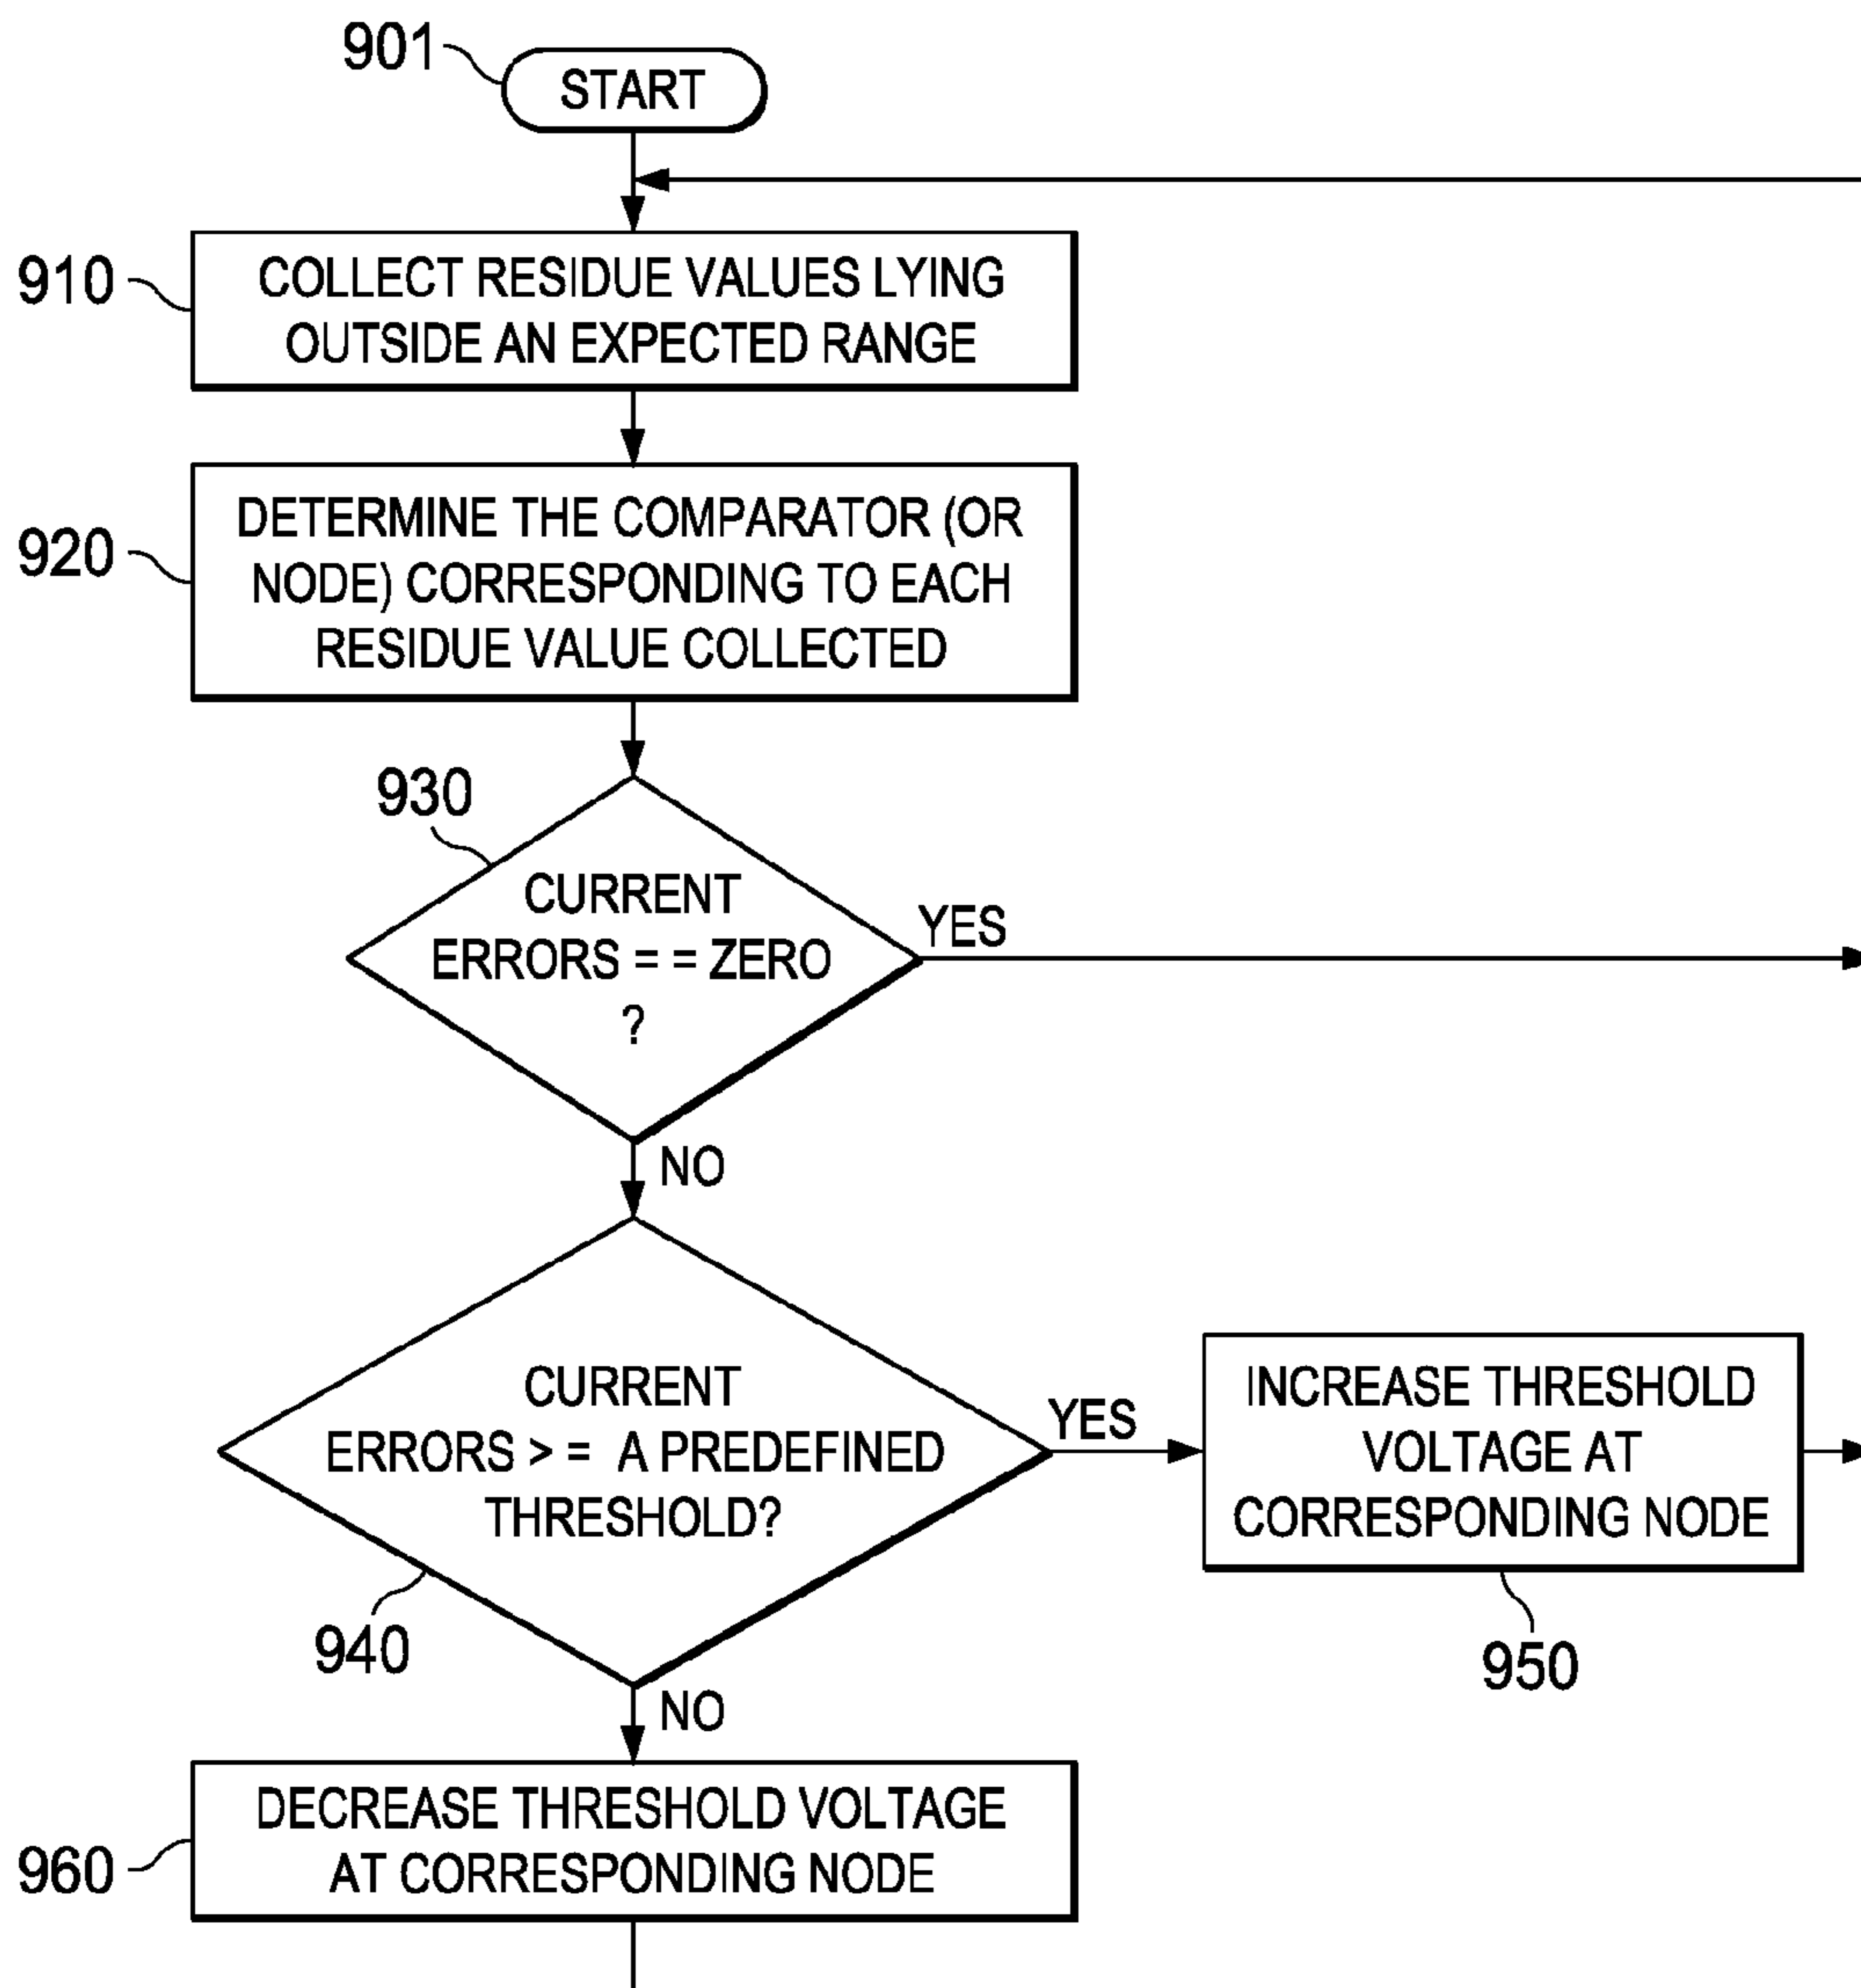 901
START
910
COLLECT RESIDUE VALUES LYING
OUTSIDE AN EXPECTED RANGE
920
DETERMINE THE COMPARATOR (OR
NODE) CORRESPONDING TO EACH
RESIDUE VALUE COLLECTED
930
CURRENT
ERRORS = = ZERO
?
YES
NO
CURRENT
ERRORS > = A PREDEFINED
THRESHOLD?
940
YES
INCREASE THRESHOLD
VOLTAGE AT
CORRESPONDING NODE
950
NO
DECREASE THRESHOLD VOLTAGE
AT CORRESPONDING NODE
960